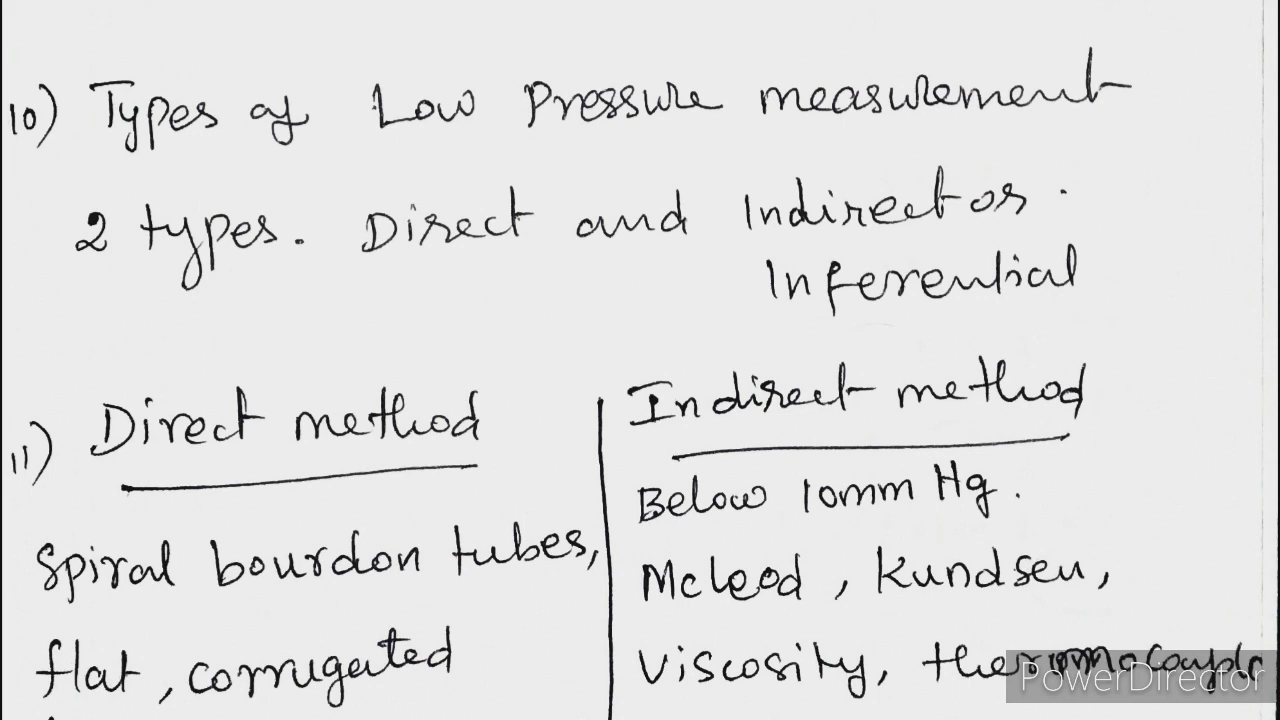 10) Types of Low Pressure measurement
2 types. Direct and Indirect or.
Inferential
11) Direct method
Spiral bourdon tubes,
flat, corrugated
Indirect method
Below 10mm Hg.
Mcleod, Kundsen,
Viscosity, thermocouple
PowerDirector